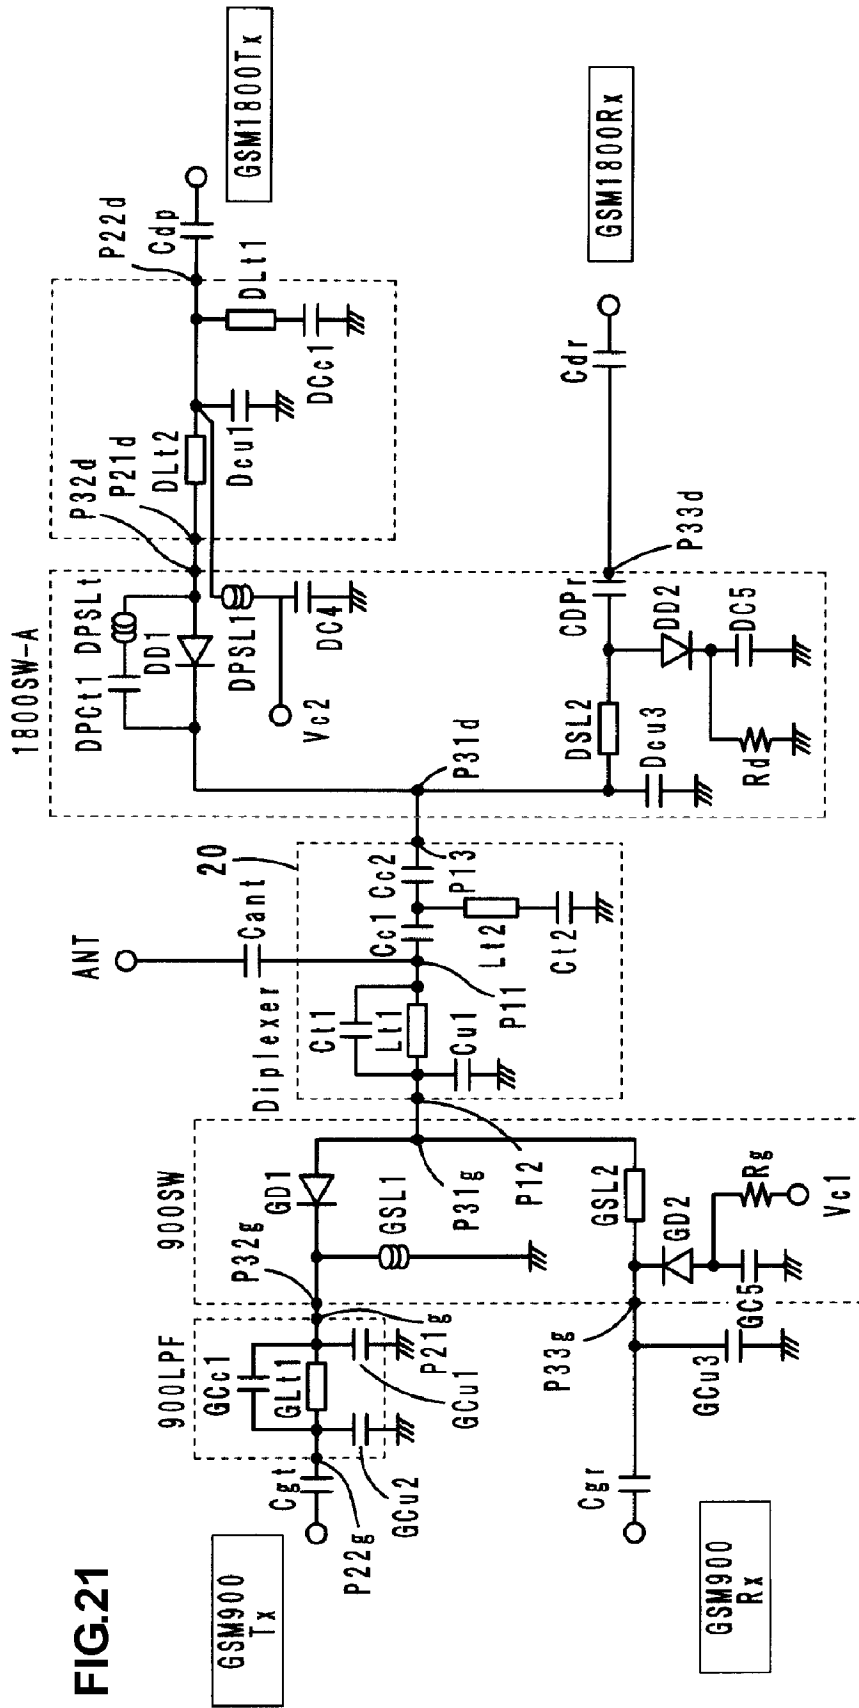 FIG.21
GSM900
Tx
GSM900
Rx
GSM1800Tx
GSM1800Rx
900LPF
900SW
Diplexer
20
1800SW-A
ANT
Cant
Cgt
P22g
GCc1
GLt1
GCu2
GCu1
P21g
P32g
GD1
GSL1
P31g
P12
GSL2
GD2
Rg
Vc1
GC5
P33g
GCu3
Cgr
Ct1
Lt1
Cu1
P11
Cc1
Cc2
Lt2
Ct2
P13
P31d
DPCt1
DPSLt
DD1
DPSL1
Vc2
DC4
P32d
P21d
DLt2
Dcu1
DCc1
DLt1
P22d
Cdp
DSL2
Dcu3
CDPr
DD2
DC5
Rd
P33d
Cdr